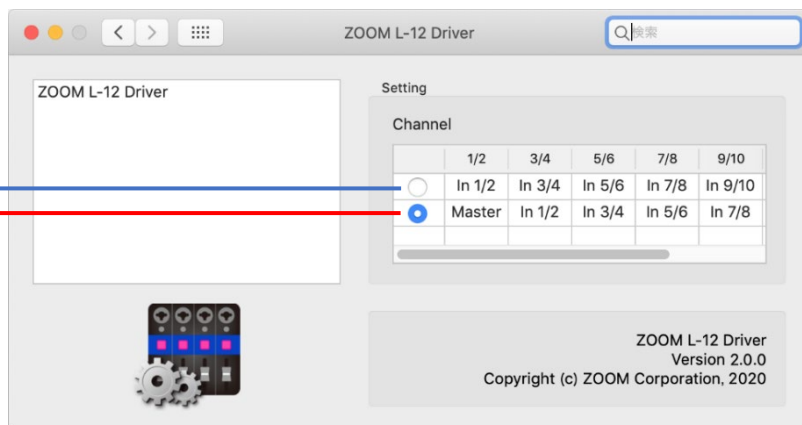 ZOOM L-12 Driver
検索
ZOOM L-12 Driver
Setting
Channel
1/2 3/4 5/6 7/8 9/10
In 1/2 In 3/4 In 5/6 In 7/8 In 9/10
Master In 1/2 In 3/4 In 5/6 In 7/8
ZOOM L-12 Driver
Version 2.0.0
Copyright (c) ZOOM Corporation, 2020